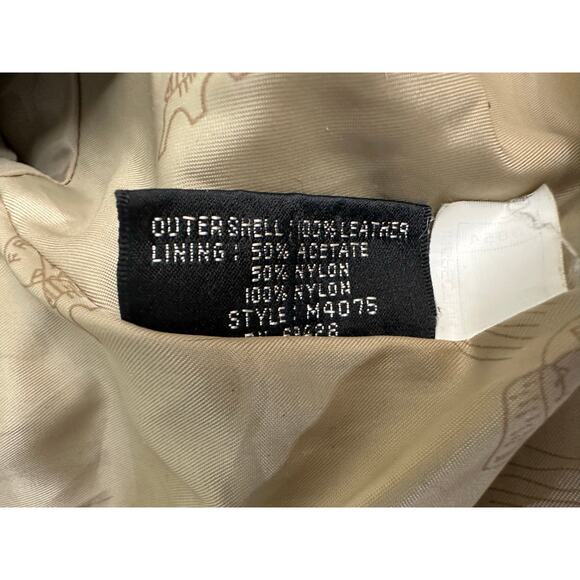 OUTER SHELL: 100% LEATHER
LINING: 50% ACETATE
50% NYLON
100% NYLON
STYLE: M4075